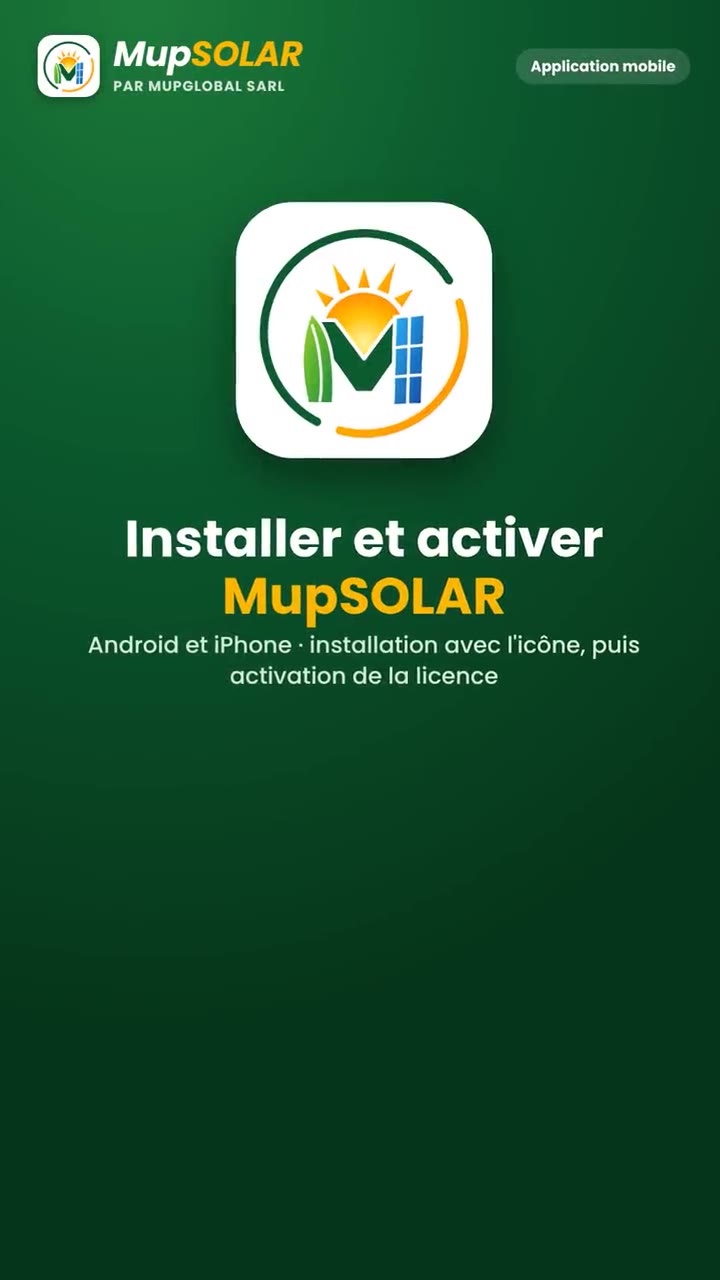 MupSOLAR
PAR MUPGLOBAL SARL
Application mobile
Installer et activer
MupSOLAR
Android et iPhone · installation avec l'icône, puis
activation de la licence